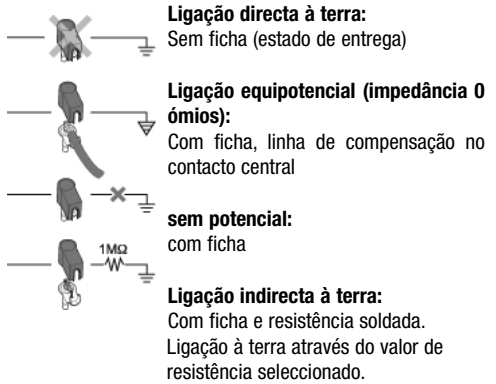 Ligação directa à terra:
Sem ficha (estado de entrega)
Ligação equipotencial (impedância 0
ómios):
Com ficha, linha de compensação no
contacto central
sem potencial:
com ficha
1MΩ
Ligação indirecta à terra:
Com ficha e resistência soldada.
Ligação à terra através do valor de
resistência seleccionado.